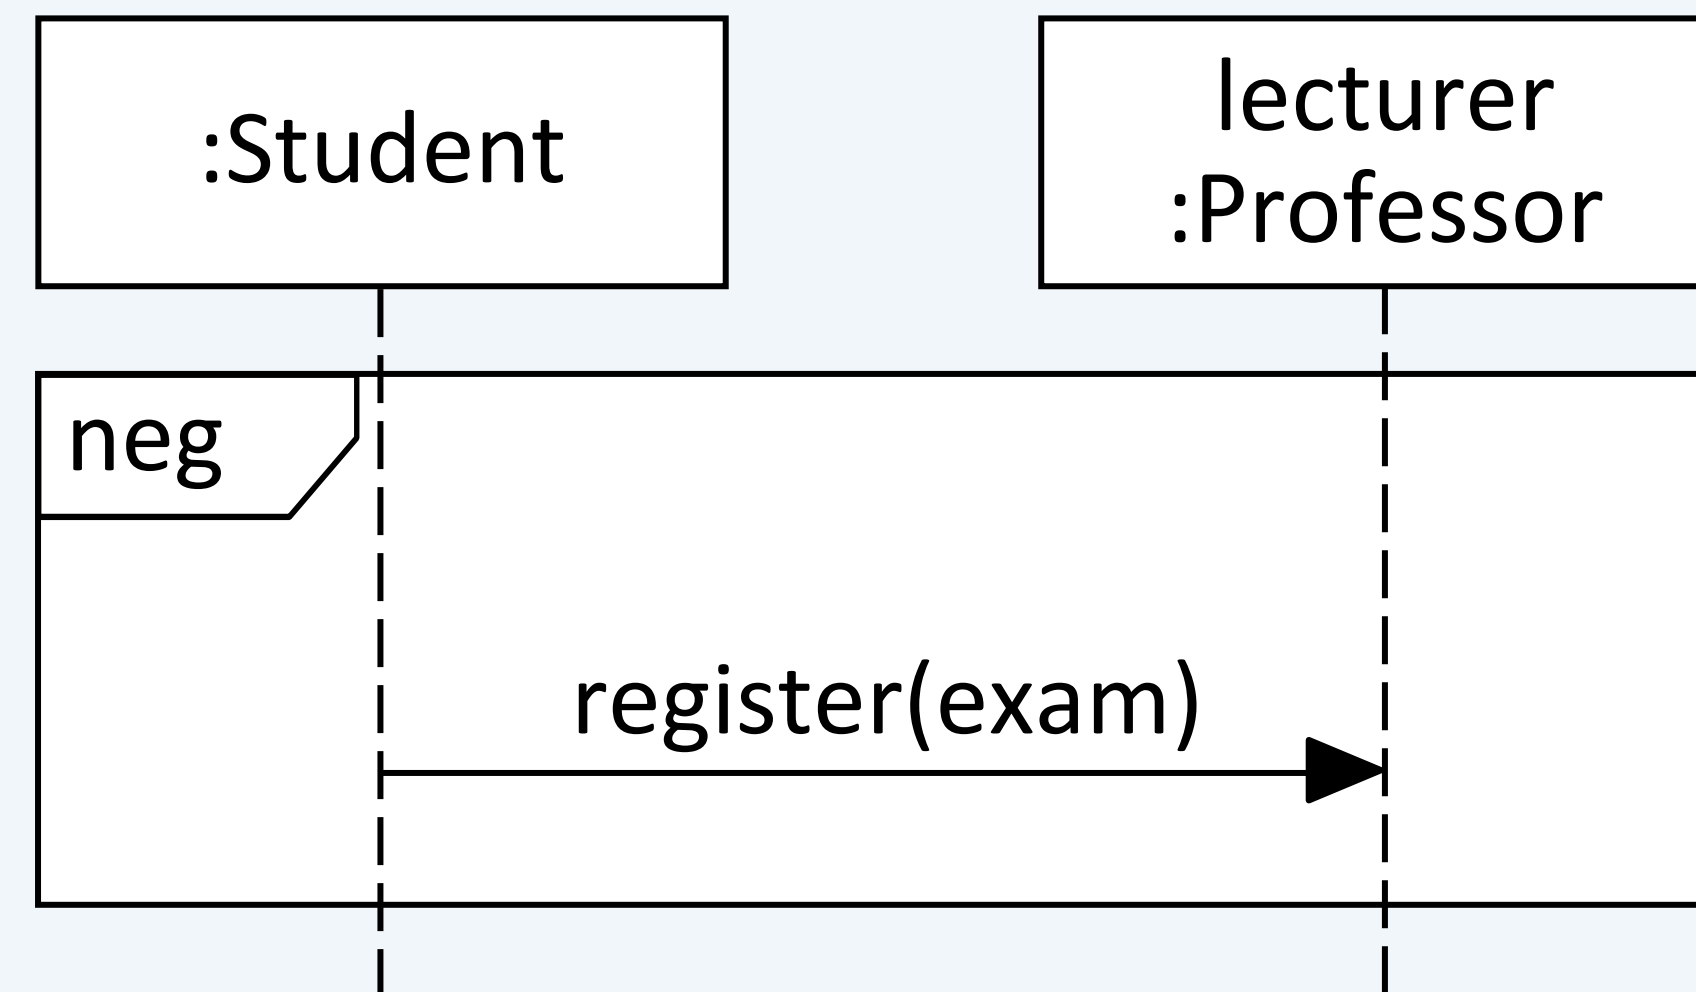 :Student
lecturer
:Professor
neg
register(exam)